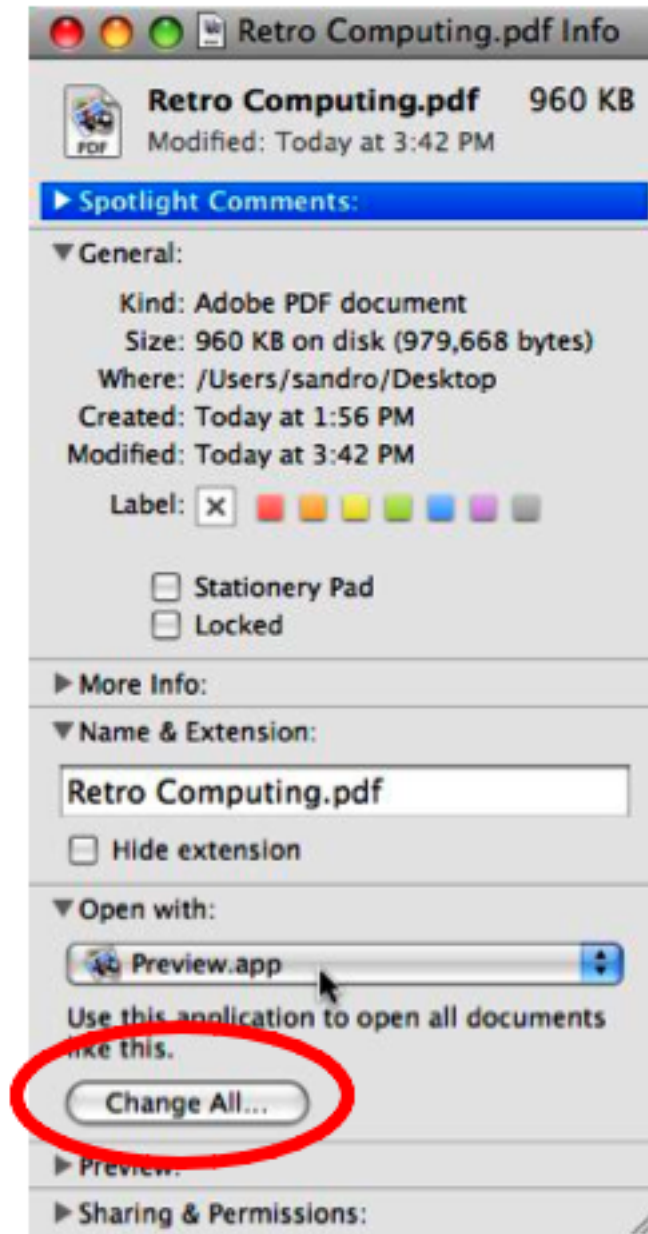 Retro Computing.pdf Info
Retro Computing.pdf 960 KB
PDF
Modified: Today at 3:42 PM
Spotlight Comments:
General:
Kind: Adobe PDF document
Size: 960 KB on disk (979,668 bytes)
Where: /Users/sandro/Desktop
Created: Today at 1:56 PM
Modified: Today at 3:42 PM
Label:
Stationery Pad
Locked
More Info:
Name & Extension:
Retro Computing.pdf
Hide extension
Open with:
Preview.app
Use this application to open all documents
like this.
Change All...
Preview:
Sharing & Permissions: